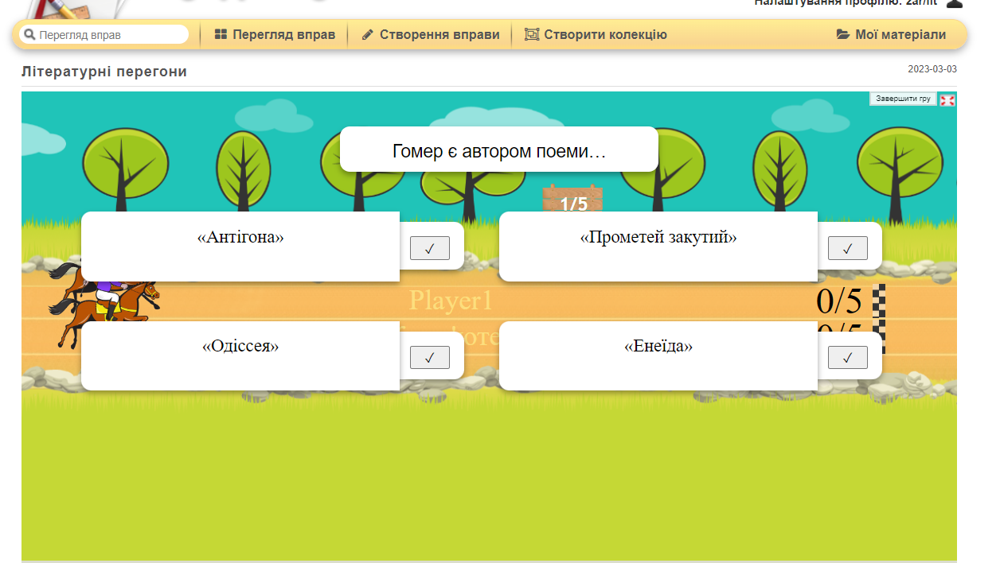 Налаштування профілю: zar/lit
Перегляд вправ
Перегляд вправ
Створення вправи
Створити колекцію
Мої матеріали
Літературні перегони
2023-03-03
Завершити гру
Гомер є автором поеми…
1/5
«Антігона»
✓
«Прометей закутий»
✓
Player1
0/5
0/5
«Одіссея»
✓
«Енеїда»
✓